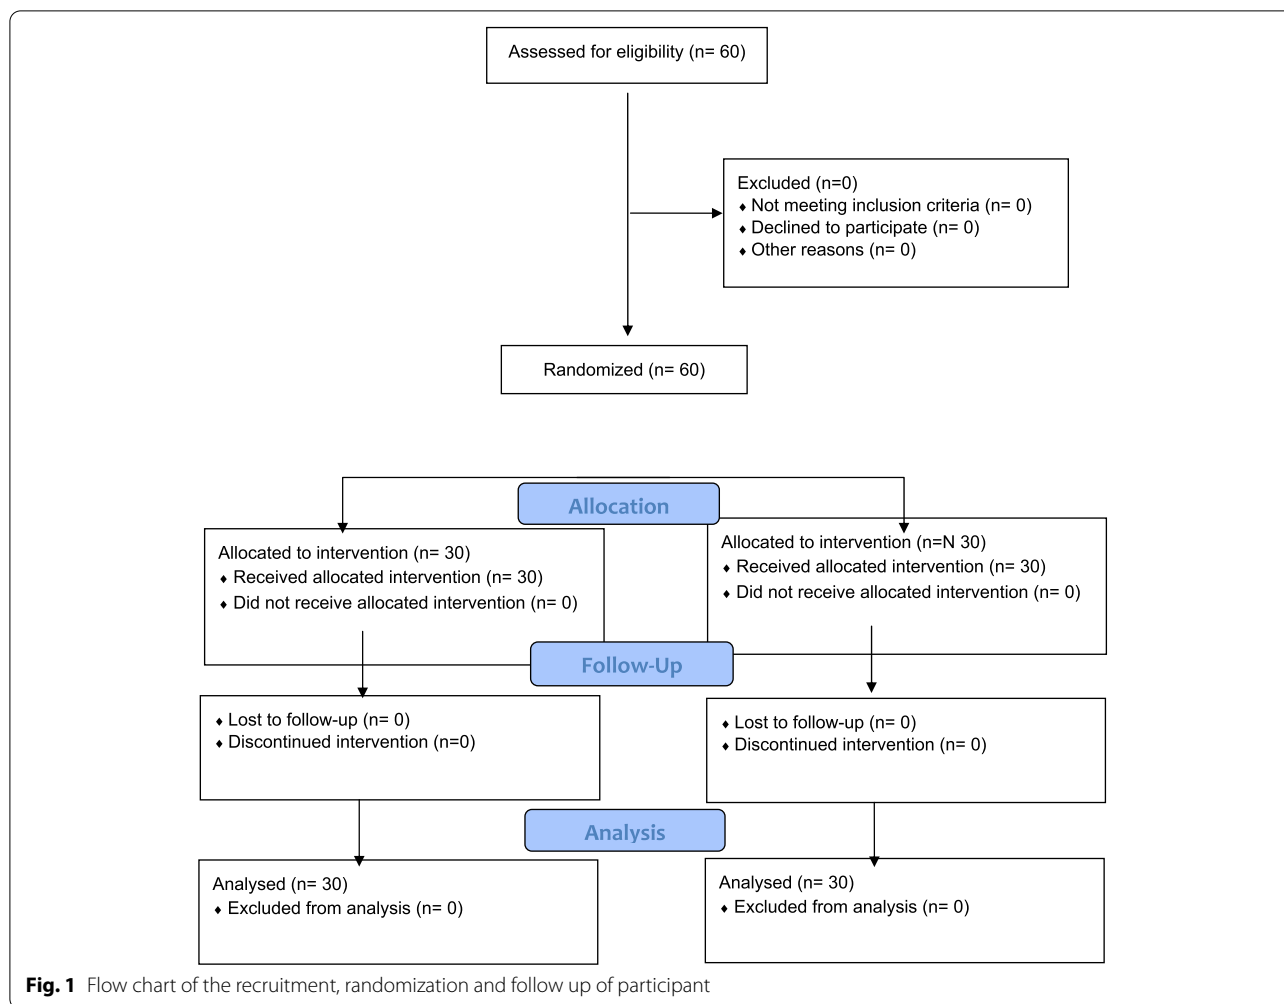 Assessed for eligibility (n= 60)
Excluded (n=0)
♦ Not meeting inclusion criteria (n= 0)
♦ Declined to participate (n= 0)
♦ Other reasons (n= 0)
Randomized (n= 60)
Allocation
Allocated to intervention (n= 30)
♦ Received allocated intervention (n= 30)
♦ Did not receive allocated intervention (n= 0)
Allocated to intervention (n=N 30)
♦ Received allocated intervention (n= 30)
♦ Did not receive allocated intervention (n= 0)
Follow-Up
♦ Lost to follow-up (n= 0)
♦ Discontinued intervention (n=0)
♦ Lost to follow-up (n= 0)
♦ Discontinued intervention (n= 0)
Analysis
Analysed (n= 30)
♦ Excluded from analysis (n= 0)
Analysed (n= 30)
♦ Excluded from analysis (n= 0)
Fig. 1 Flow chart of the recruitment, randomization and follow up of participant